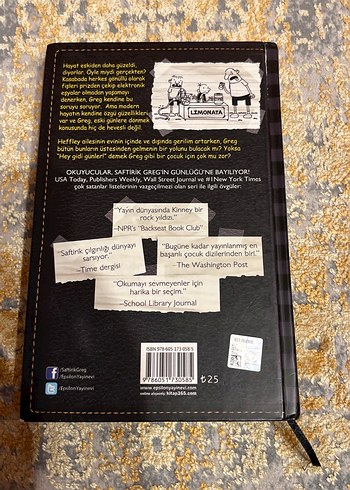 Hayat eskiden daha güzeldi,
diyorlar. Öyle miydi gerçekten?
Kasabada herkes gönüllü olarak
fişleri prizden çekip elektronik
eşyalar olmadan yaşamayı
denerken, Greg kendine bu
soruyu soruyor. Ama modern
hayatın kendine özgü güzellikleri
var ve Greg, eski günlere dönmek
konusunda hiç de hevesli değil.
LEMONATA
Heffley ailesinin evinin içinde ve dışında gerilim artarken, Greg
bütün bunların üstesinden gelmenin bir yolunu bulacak mı? Yoksa
"Hey gidi günler!" demek Greg gibi bir çocuk için çok mu zor?
OKUYUCULAR, SAFTİRİK GREG'İN GÜNLÜĞÜ'NE BAYILIYOR!
USA Today, Publishers Weekly, Wall Street Journal ve #1New York Times
çok satanlar listelerinin vazgeçilmezi olan seri ile ilgili övgüler:
"Yayın dünyasında Kinney bir
rock yıldızı."
—NPR's "Backseat Book Club"
"Saftirik çılgınlığı dünyayı
sarsıyor."
—Time dergisi
"Bugüne kadar yayınlanmış en
başarılı çocuk dizilerinden biri."
—The Washington Post
"Okumayı sevmeyenler için
harika bir seçim."
—School Library Journal
/SaftirikGreg
/EpsilonYayinevi
/EpsilonYayinevi
ISBN 978-605-173-058-5
9786051730585
₺25
www.epsilonyayinevi.com
online alışveriş: kitap365.com